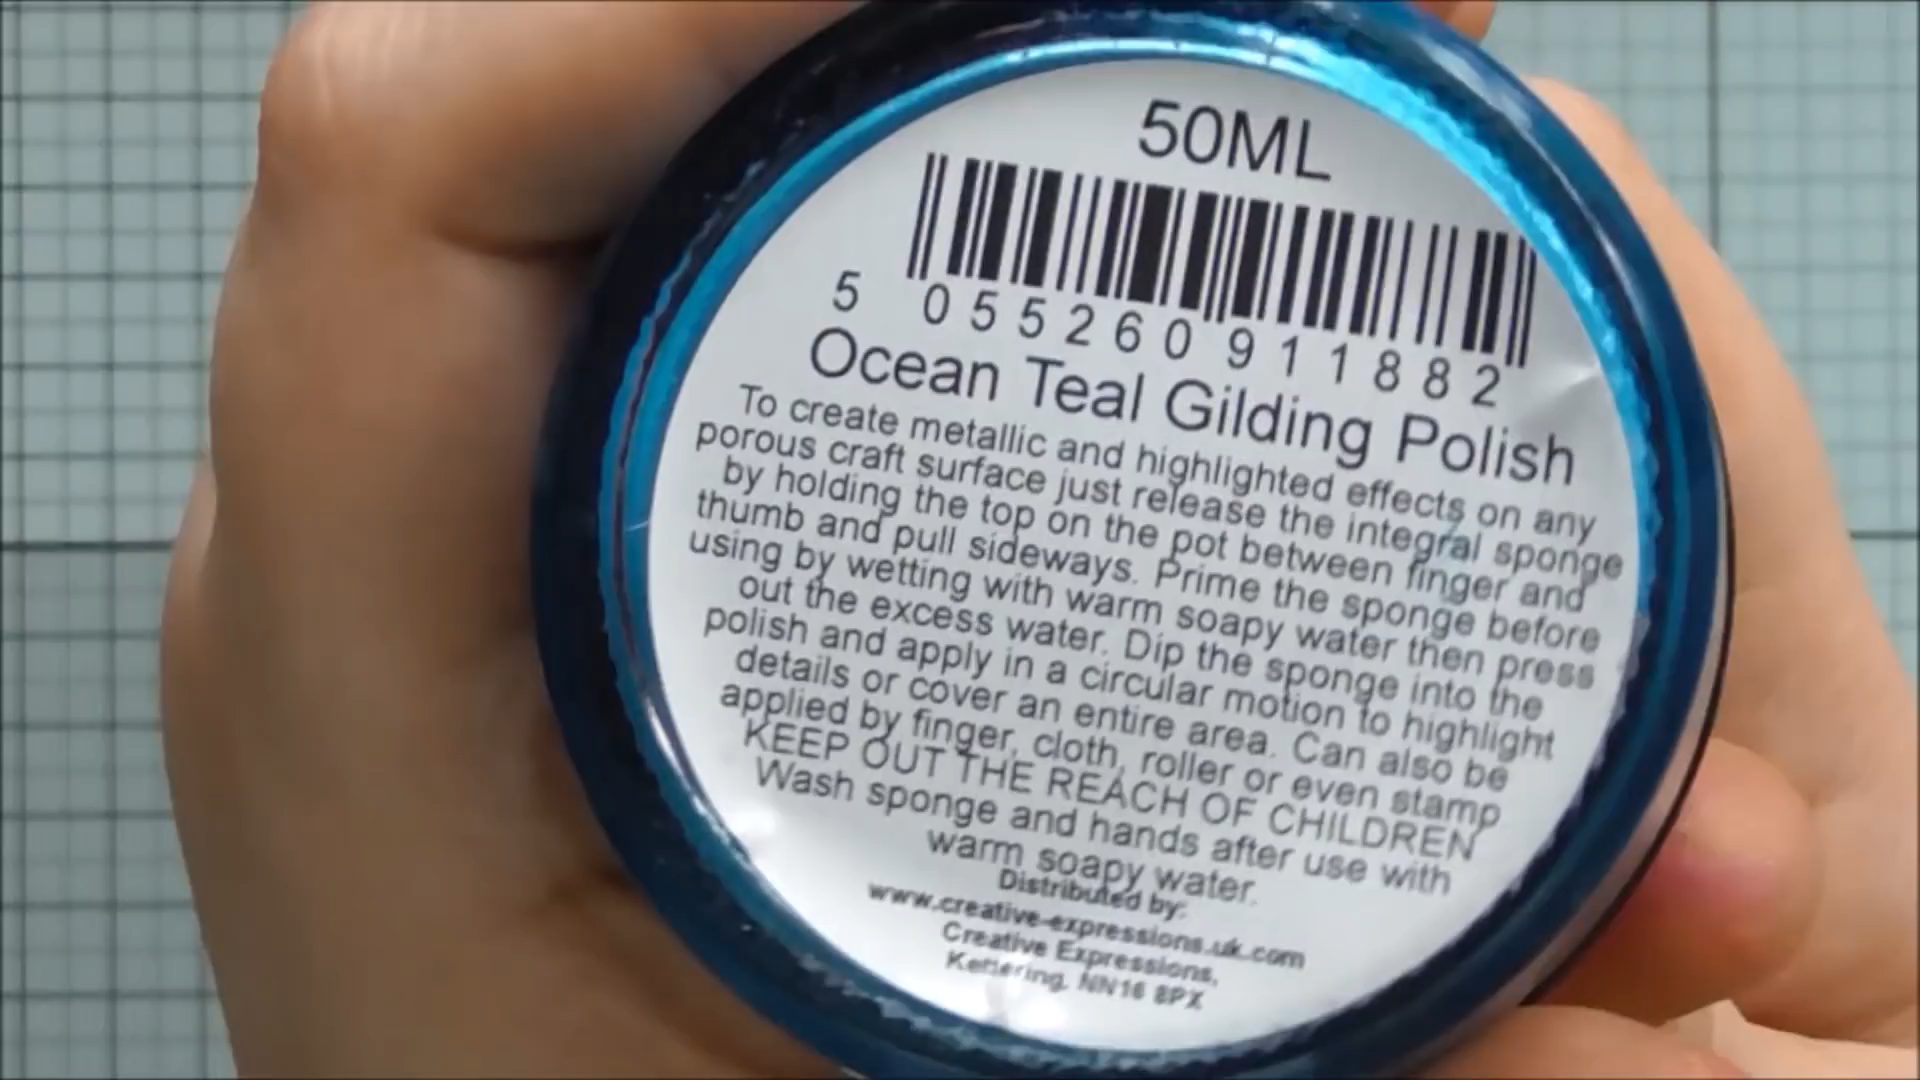 50ML
5 055260 911882
Ocean Teal Gilding Polish
To create metallic and highlighted effects on any
porous craft surface just release the integral sponge
by holding the top on the pot between finger and
thumb and pull sideways. Prime the sponge before
using by wetting with warm soapy water then press
out the excess water. Dip the sponge into the
polish and apply in a circular motion to highlight
details or cover an entire area. Can also be
applied by finger, cloth, roller or even stamp
KEEP OUT THE REACH OF CHILDREN
Wash sponge and hands after use with
warm soapy water.
Distributed by:
www.creative-expressions.uk.com
Creative Expressions,
Kettering, NN16 8PX